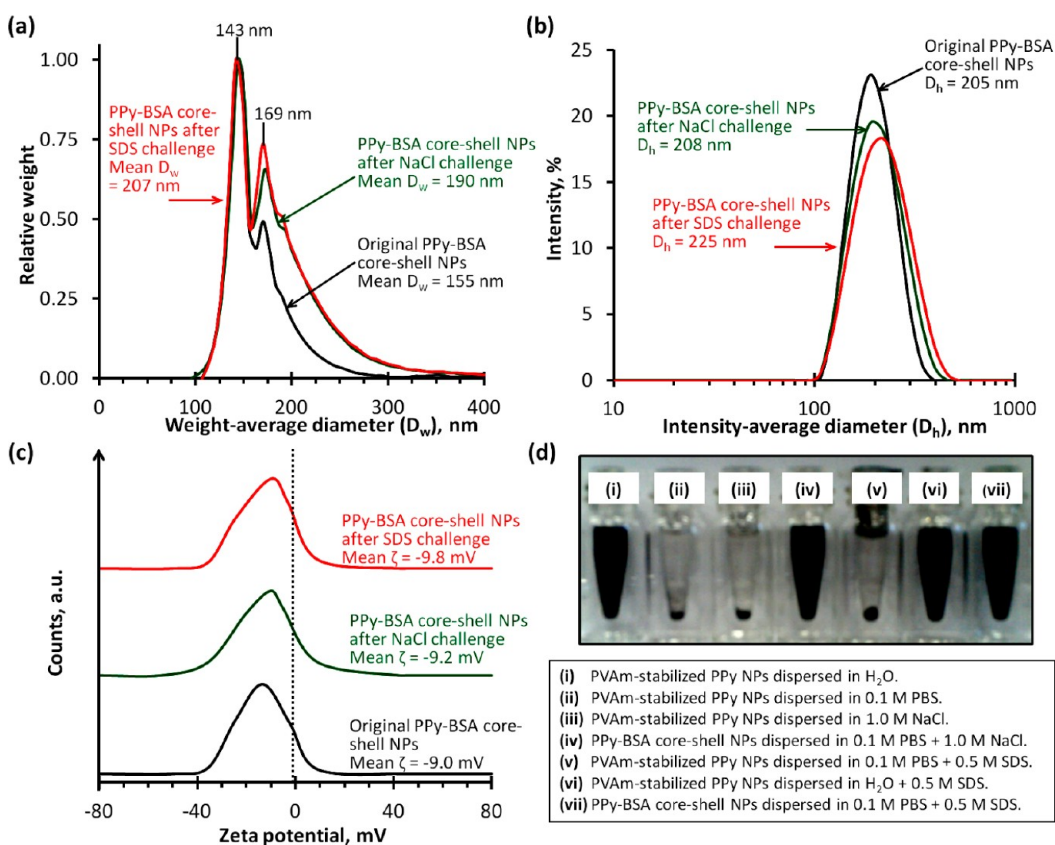 (a)
143 nm
1.00
0.75
0.50
0.25
0.00
Relative weight
PPy-BSA core-
shell NPs after
SDS challenge
Mean D_w
= 207 nm
169 nm
PPy-BSA core-shell NPs
after NaCl challenge
Mean D_w = 190 nm
Original PPy-BSA
core-shell NPs
Mean D_w = 155 nm
0 100 200 300 400
Weight-average diameter (D_w), nm
(b)
25
20
15
10
5
0
Intensity, %
Original PPy-BSA
core-shell NPs
D_h = 205 nm
PPy-BSA core-shell NPs
after NaCl challenge
D_h = 208 nm
PPy-BSA core-shell NPs
after SDS challenge
D_h = 225 nm
10 100 1000
Intensity-average diameter (D_h), nm
(c)
Counts, a.u.
PPy-BSA core-shell NPs
after SDS challenge
Mean ζ = -9.8 mV
PPy-BSA core-shell NPs
after NaCl challenge
Mean ζ = -9.2 mV
Original PPy-BSA core-
shell NPs
Mean ζ = -9.0 mV
-80 -40 0 40 80
Zeta potential, mV
(d)
(i) (ii) (iii) (iv) (v) (vi) (vii)
(i) PVAm-stabilized PPy NPs dispersed in H₂O.
(ii) PVAm-stabilized PPy NPs dispersed in 0.1 M PBS.
(iii) PVAm-stabilized PPy NPs dispersed in 1.0 M NaCl.
(iv) PPy-BSA core-shell NPs dispersed in 0.1 M PBS + 1.0 M NaCl.
(v) PVAm-stabilized PPy NPs dispersed in 0.1 M PBS + 0.5 M SDS.
(vi) PVAm-stabilized PPy NPs dispersed in H₂O + 0.5 M SDS.
(vii) PPy-BSA core-shell NPs dispersed in 0.1 M PBS + 0.5 M SDS.